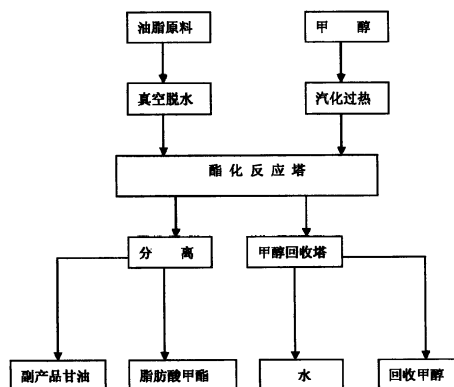 油脂原料
甲 醇
真空脱水
汽化过热
酯 化 反 应 塔
分 离
甲醇回收塔
副产品甘油
脂肪酸甲酯
水
回收甲醇